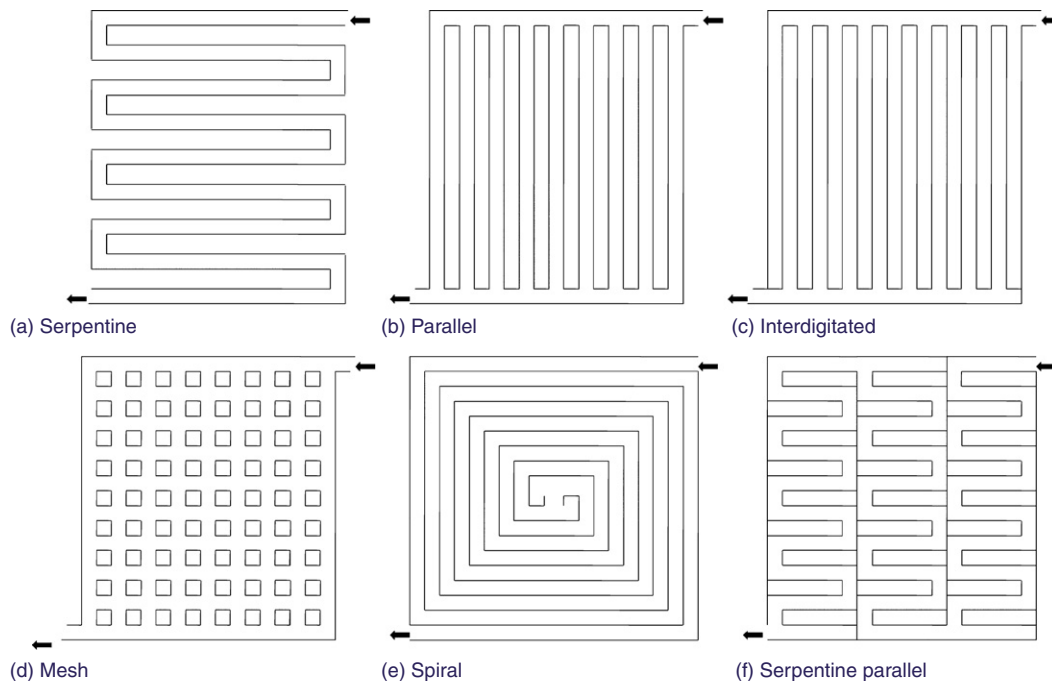 (a) Serpentine
(b) Parallel
(c) Interdigitated
(d) Mesh
(e) Spiral
(f) Serpentine parallel